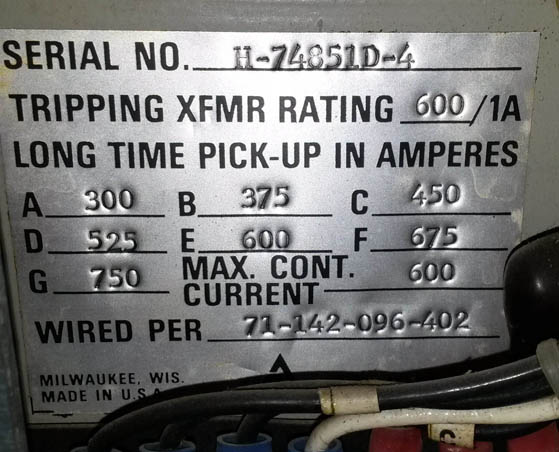 SERIAL NO. H-74851D-4
TRIPPING XFMR RATING 600/1A
LONG TIME PICK-UP IN AMPERES
A 300 B 375 C 450
D 525 E 600 F 675
G 750 MAX. CONT. CURRENT 600
WIRED PER 71-142-096-402
MILWAUKEE, WIS.
MADE IN U.S.A
C